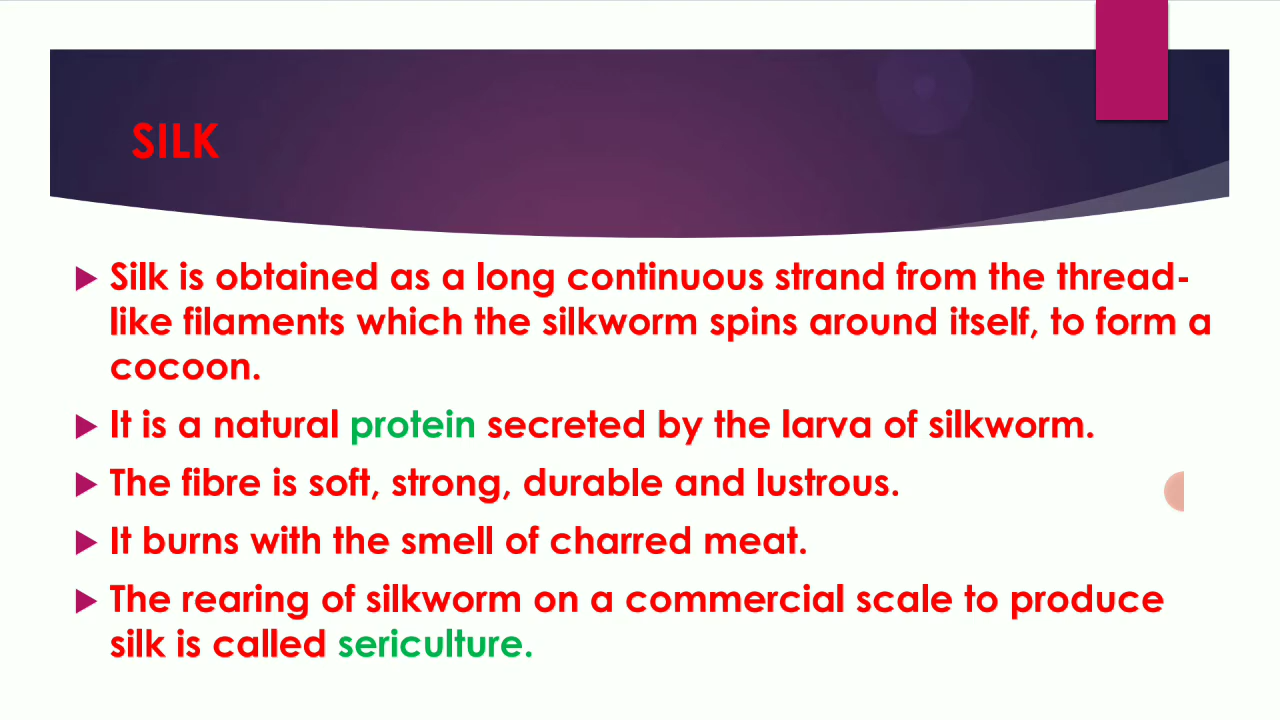 SILK
Silk is obtained as a long continuous strand from the thread-
like filaments which the silkworm spins around itself, to form a
cocoon.
It is a natural protein secreted by the larva of silkworm.
The fibre is soft, strong, durable and lustrous.
It burns with the smell of charred meat.
The rearing of silkworm on a commercial scale to produce
silk is called sericulture.